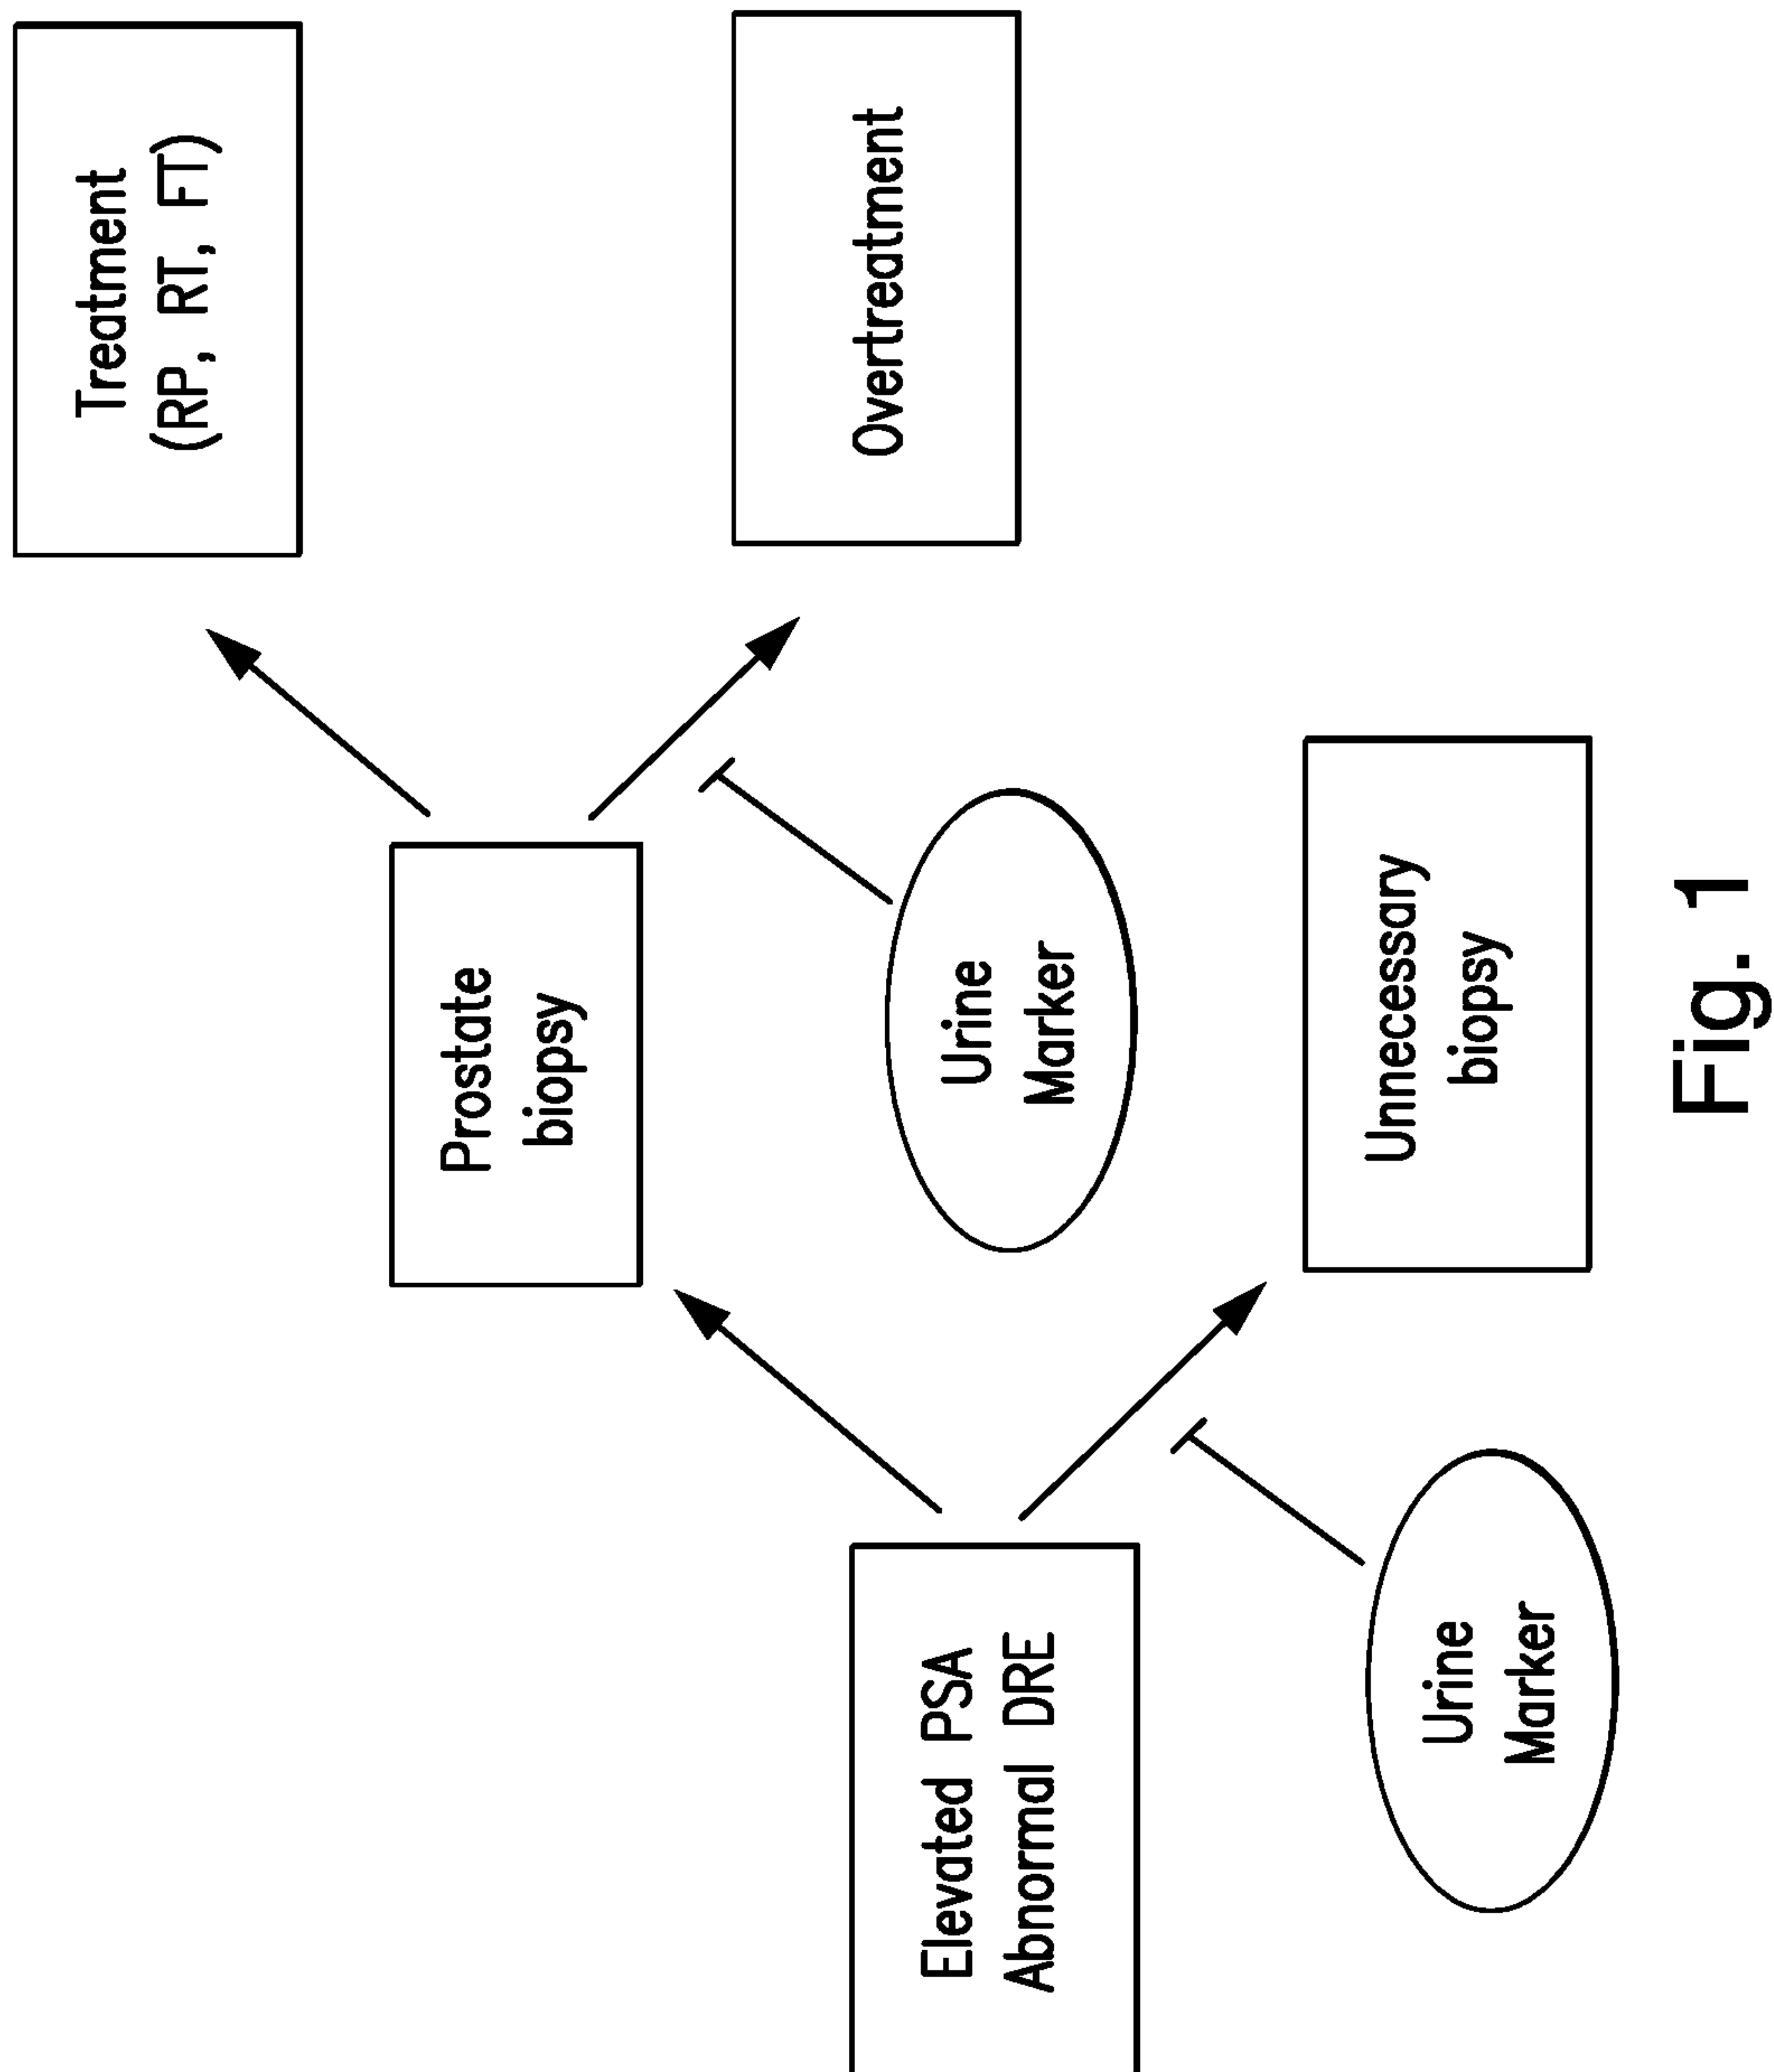 Treatment
(RP, RT, FT)
Prostate
biopsy
Overtreatment
Elevated PSA
Abnormal DRE
Urine
Marker
Unnecessary
biopsy
Urine
Marker
Fig. 1